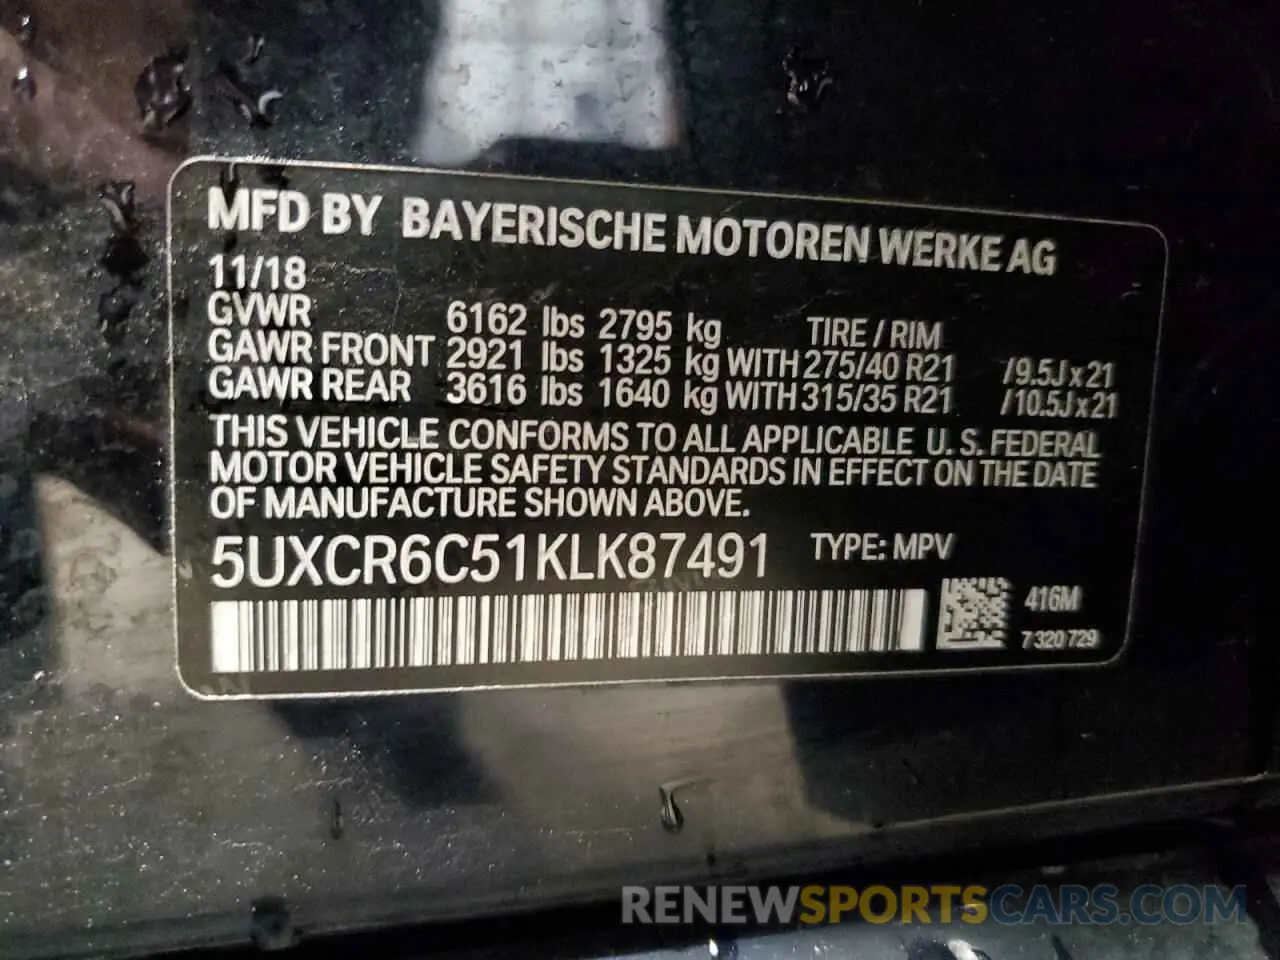 MFD BY BAYERISCHE MOTOREN WERKE AG
11/18
GVWR 6162 lbs 2795 kg TIRE / RIM
GAWR FRONT 2921 lbs 1325 kg WITH 275/40 R21 /9.5J x 21
GAWR REAR 3616 lbs 1640 kg WITH 315/35 R21 /10.5J x 21
THIS VEHICLE CONFORMS TO ALL APPLICABLE U. S. FEDERAL
MOTOR VEHICLE SAFETY STANDARDS IN EFFECT ON THE DATE
OF MANUFACTURE SHOWN ABOVE.
5UXCR6C51KLK87491 TYPE: MPV
416M
7 320 729
RENEWSPORTSCARS.COM